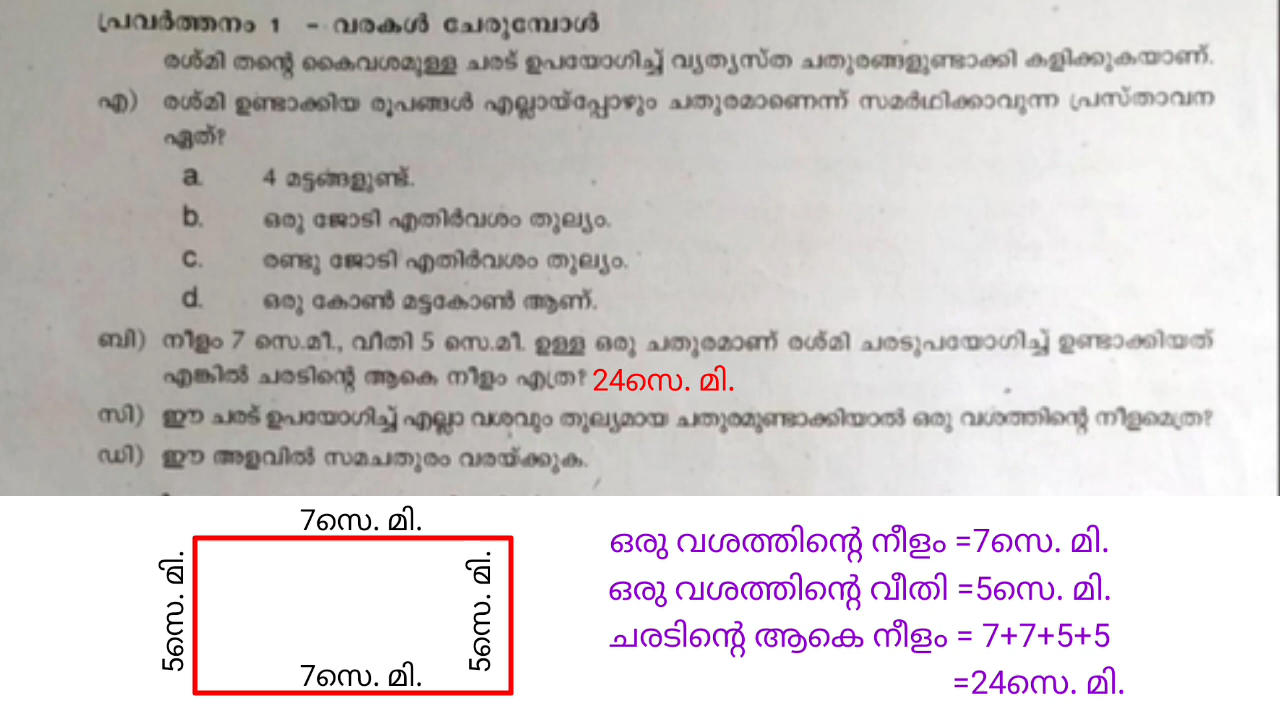 പ്രവർത്തനം 1 - വരകൾ ചേരുമ്പോൾ
രശ്മി തന്റെ കൈവശമുള്ള ചരട് ഉപയോഗിച്ച് വ്യത്യസ്ത ചതുരങ്ങളുണ്ടാക്കി കളിക്കുകയാണ്.
എ) രശ്മി ഉണ്ടാക്കിയ രൂപങ്ങൾ എല്ലായ്പ്പോഴും ചതുരമാണെന്ന് സമർഥിക്കാവുന്ന പ്രസ്താവന
ഏത്?
a. 4 മട്ടങ്ങളുണ്ട്.
b. ഒരു ജോടി എതിർവശം തുല്യം.
c. രണ്ടു ജോടി എതിർവശം തുല്യം.
d. ഒരു കോൺ മട്ടകോൺ ആണ്.
ബി) നീളം 7 സെ.മീ., വീതി 5 സെ.മീ. ഉള്ള ഒരു ചതുരമാണ് രശ്മി ചരടുപയോഗിച്ച് ഉണ്ടാക്കിയത്
എങ്കിൽ ചരടിന്റെ ആകെ നീളം എത്ര? 24സെ. മി.
സി) ഈ ചരട് ഉപയോഗിച്ച് എല്ലാ വശവും തുല്യമായ ചതുരമുണ്ടാക്കിയാൽ ഒരു വശത്തിന്റെ നീളമെത്ര?
ഡി) ഈ അളവിൽ സമചതുരം വരയ്ക്കുക.
7സെ. മി.
5സെ. മി.
5സെ. മി.
7സെ. മി.
ഒരു വശത്തിന്റെ നീളം =7സെ. മി.
ഒരു വശത്തിന്റെ വീതി =5സെ. മി.
ചരടിന്റെ ആകെ നീളം = 7+7+5+5
=24സെ. മി.